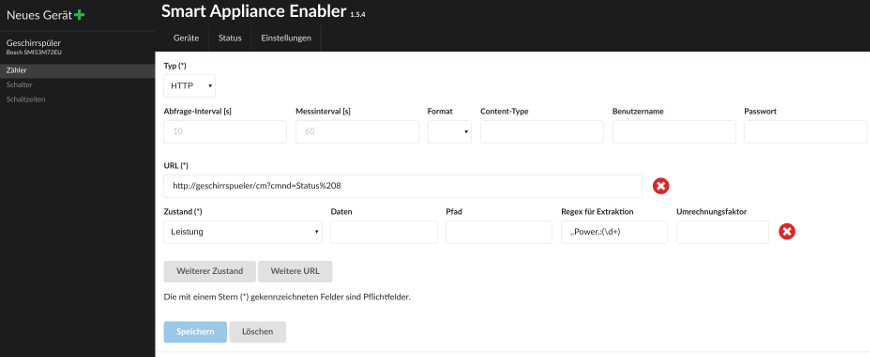 Neues Gerät
Smart Appliance Enabler 1.5.4
Geräte Status Einstellungen
Geschirrspüler
Bosch SMI53M72EU
Zähler
Schalter
Schaltzeiten
Typ (*)
HTTP
Abfrage-Interval [s] Messinterval [s] Format Content-Type Benutzername Passwort
10 60
URL (*)
http://geschirrspueler/cm?cmnd=Status%208
Zustand (*) Daten Pfad Regex für Extraktion Umrechnungsfaktor
Leistung ,.Power.:(\d+)
Weiterer Zustand Weitere URL
Die mit einem Stern (*) gekennzeichneten Felder sind Pflichtfelder.
Speichern Löschen